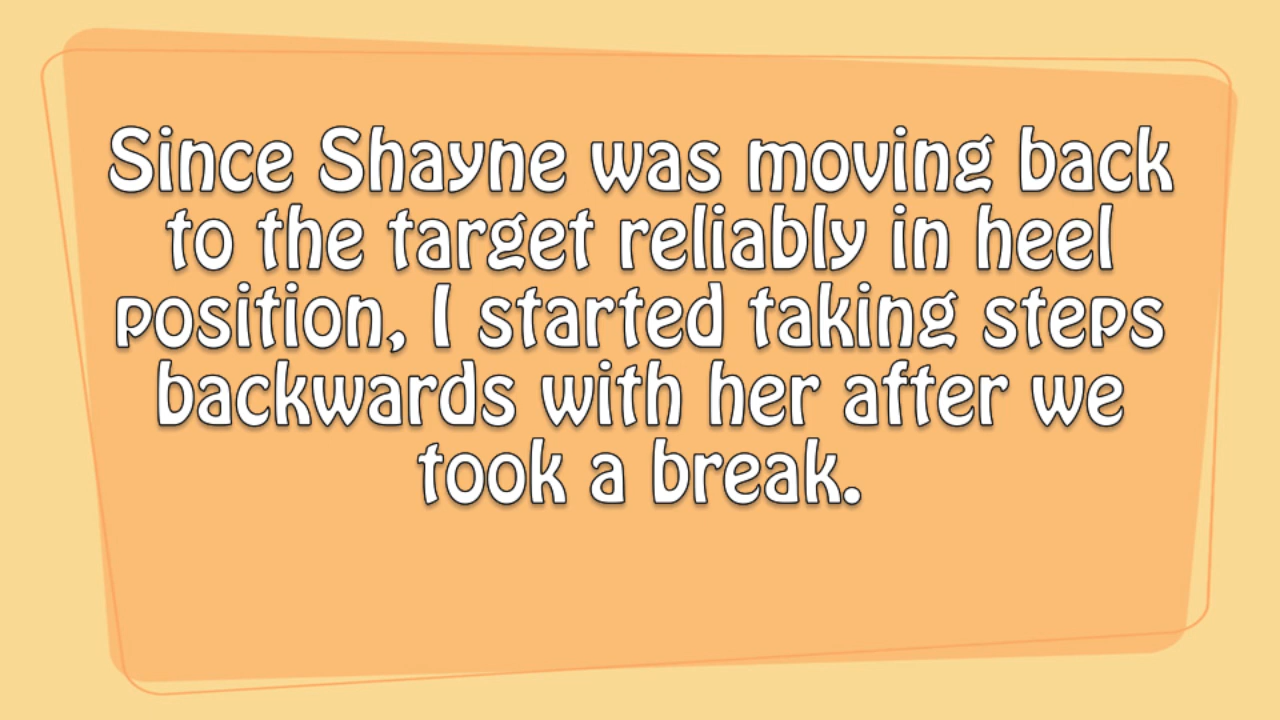 Since Shayne was moving back
to the target reliably in heel
position, I started taking steps
backwards with her after we
took a break.